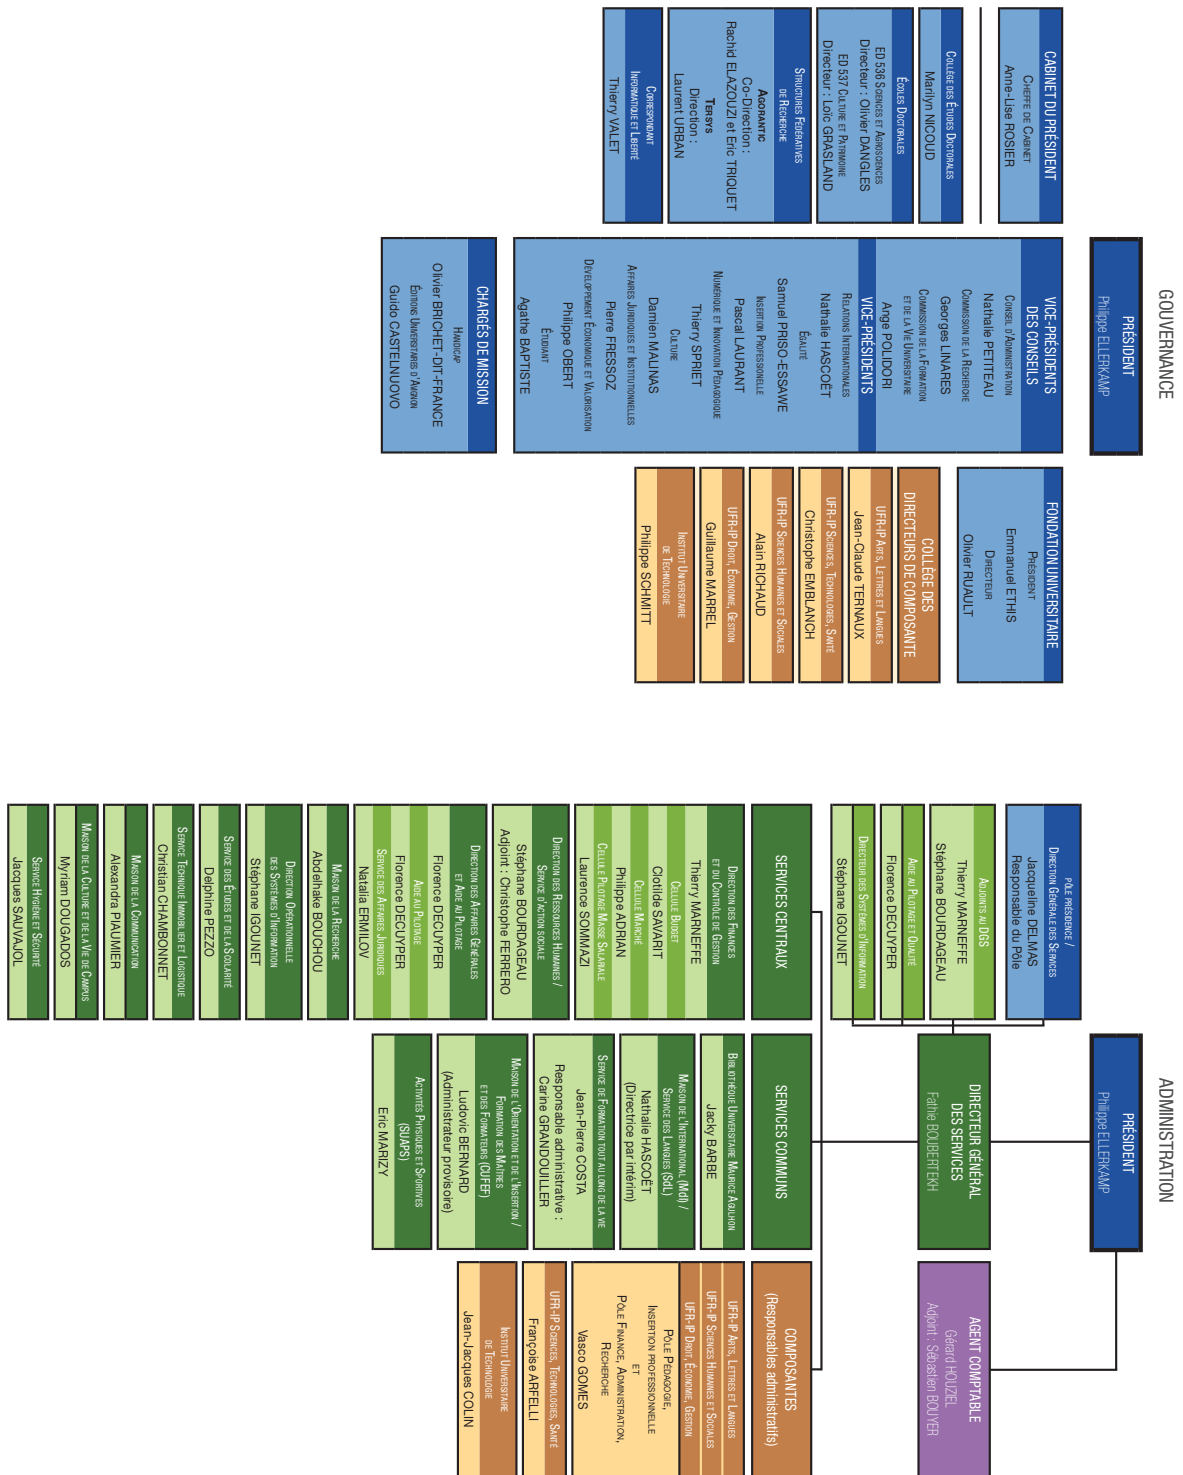 GOUVERNANCE
PRÉSIDENT
Philippe ELLERKAMP
CABINET DU PRÉSIDENT
Cheffe de Cabinet
Anne-Lise ROSIER
Collège des Études Doctorales
Marilyn NICOUD
Écoles Doctorales
ED 536 Sciences et Agrosciences
Directeur : Olivier DANGLES
ED 537 Culture et Patrimoine
Directeur : Loïc GRASLAND
Structures Fédératives
de Recherche
Agorantic
Co-Direction :
Rachid ELAZOUZI et Eric TRIQUET
Tersys
Direction :
Laurent URBAN
Correspondant
Informatique et Liberté
Thierry VALET
VICE-PRÉSIDENTS
DES CONSEILS
Conseil d'Administration
Nathalie PETITEAU
Commission de la Recherche
Georges LINARES
Commission de la Formation
et de la Vie Universitaire
Ange POLIDORI
VICE-PRÉSIDENTS
Relations Internationales
Nathalie HASCOËT
Égalité
Samuel PRISO-ESSAWE
Insertion Professionelle
Pascal LAURANT
Numérique et Innovation Pédagogique
Thierry SPRIET
Culture
Damien MALINAS
Affaires Juridiques et Institutionnelles
Pierre FRESSOZ
Développement Économique et Valorisation
Philippe OBERT
Étudiant
Agathe BAPTISTE
CHARGÉS DE MISSION
Handicap
Olivier BRICHET-DIT-FRANCE
Éditions Universitaires d'Avignon
Guido CASTELNUOVO
FONDATION UNIVERSITAIRE
Président
Emmanuel ETHIS
Directeur
Olivier RUAULT
COLLÈGE DES
DIRECTEURS DE COMPOSANTE
UFR-IP Arts, Lettres et Langues
Jean-Claude TERNAUX
UFR-IP Sciences, Technologies, Santé
Christophe EMBLANCH
UFR-IP Sciences Humaines et Sociales
Alain RICHAUD
UFR-IP Droit, Économie, Gestion
Guillaume MARREL
Institut Universitaire
de Technologie
Philippe SCHMITT
ADMINISTRATION
PRÉSIDENT
Philippe ELLERKAMP
pôle présidence /
Direction Générale des Services
Jacqueline DELMAS
Responsable du Pôle
Adjoints au DGS
Thierry MARNEFFE
Stéphane BOURDAGEAU
Aide au Pilotage et Qualité
Florence DECUYPER
Directeur des Systèmes d'Information
Stéphane IGOUNET
DIRECTEUR GÉNÉRAL
DES SERVICES
Fathie BOUBERTEKH
AGENT COMPTABLE
Gérard HOUZIEL
Adjoint : Sébastien BOUYER
SERVICES CENTRAUX
Direction des Finances
et du Contrôle de Gestion
Thierry MARNEFFE
Cellule Budget
Clotilde SAVARIT
Cellule Marché
Philippe ADRIAN
Cellule Pilotage Masse Salariale
Laurence SOMMAZI
Direction des Ressources Humaines /
Service d'Action sociale
Stéphane BOURDAGEAU
Adjoint : Christophe FERRERO
Direction des Affaires Générales
et Aide au Pilotage
Florence DECUYPER
Aide au Pilotage
Florence DECUYPER
Service des Affaires Juridiques
Natalia ERMILOV
Maison de la Recherche
Abdelhake BOUCHOU
Direction Opérationnelle
des Systèmes d'Information
Stéphane IGOUNET
Service des Études et de la Scolarité
Delphine PEZZO
Service Technique Immobilier et Logistique
Christian CHAMBONNET
Maison de la Communication
Alexandra PIAUMIER
Maison de la Culture et de la Vie de Campus
Myriam DOUGADOS
Service Hygiène et Sécurité
Jacques SAUVAJOL
SERVICES COMMUNS
Bibliothèque Universitaire Maurice Agulhon
Jacky BARBE
Maison de l'International (MdI) /
Service des Langues (SdL)
Nathalie HASCOËT
(Directrice par intérim)
Service de Formation tout au long de la vie
Jean-Pierre COSTA
Responsable administrative :
Carine GRANDOUILLER
Maison de l'Orientation et de l'Insertion /
Formation des Maîtres
et des Formateurs (CUFEF)
Ludovic BERNARD
(Administrateur provisoire)
Activités Physiques et Sportives
(SUAPS)
Eric MARIZY
COMPOSANTES
(Responsables administratifs)
UFR-IP Arts, Lettres et Langues
UFR-IP Sciences Humaines et Sociales
UFR-IP Droit, Économie, Gestion
Pôle Pédagogie,
Insertion professionnelle
et
Pôle Finance, Administration,
Recherche
Vasco GOMES
UFR-IP Sciences, Technologies, Santé
Françoise ARFELLI
Institut Universitaire
de Technologie
Jean-Jacques COLIN